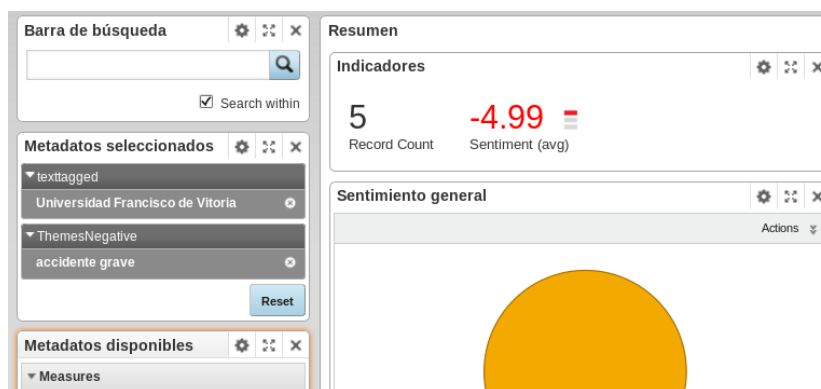 Barra de búsqueda
Search within
Metadatos seleccionados
texttagged
Universidad Francisco de Vitoria
ThemesNegative
accidente grave
Reset
Metadatos disponibles
Measures
Resumen
Indicadores
5
-4.99
Record Count
Sentiment (avg)
Sentimiento general
Actions